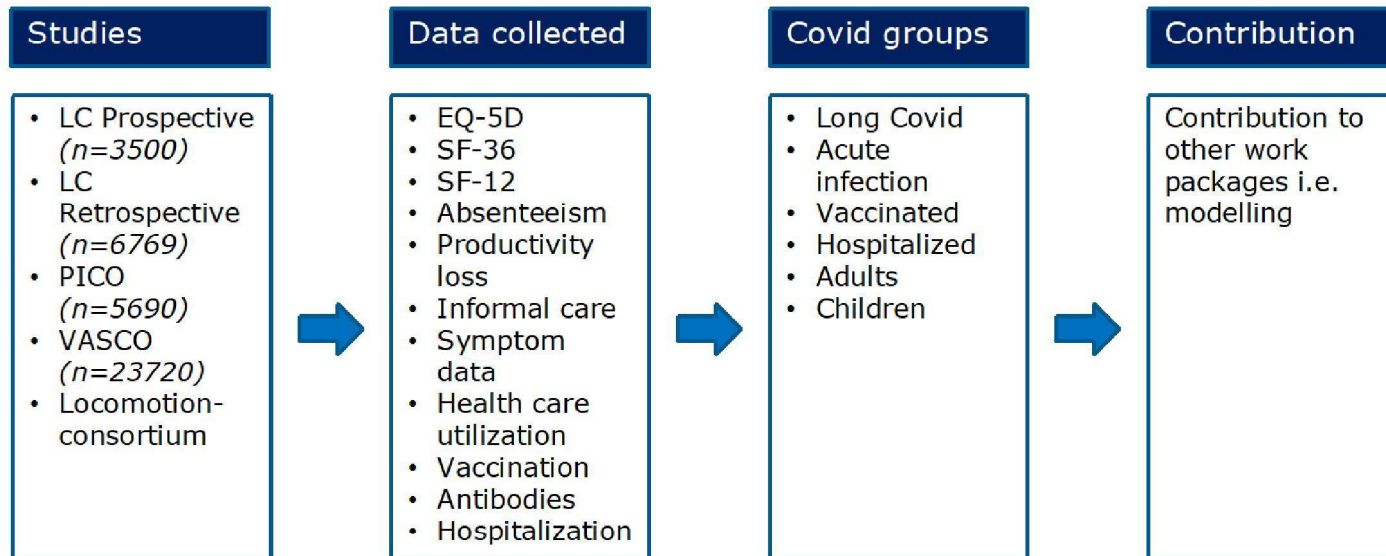 Studies
• LC Prospective
(n=3500)
• LC
Retrospective
(n=6769)
• PICO
(n=5690)
• VASCO
(n=23720)
• Locomotion-
consortium
Data collected
• EQ-5D
• SF-36
• SF-12
• Absenteeism
• Productivity
loss
• Informal care
• Symptom
data
• Health care
utilization
• Vaccination
• Antibodies
• Hospitalization
Covid groups
• Long Covid
• Acute
infection
• Vaccinated
• Hospitalized
• Adults
• Children
Contribution
Contribution to
other work
packages i.e.
modelling